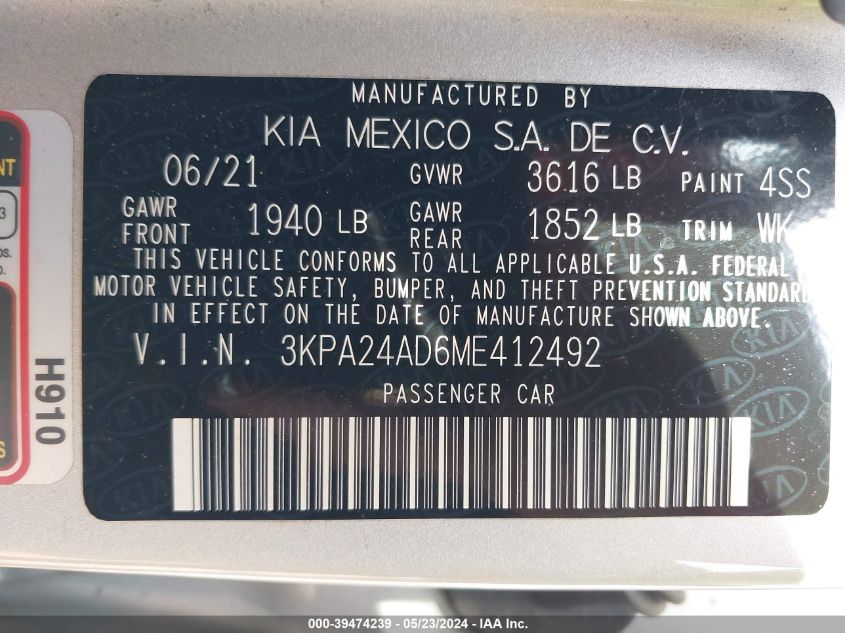 MANUFACTURED BY
KIA MEXICO S.A. DE C.V.
06/21 GVWR 3616 LB PAINT 4SS
GAWR FRONT 1940 LB GAWR REAR 1852 LB TRIM WK
THIS VEHICLE CONFORMS TO ALL APPLICABLE U.S.A. FEDERAL
MOTOR VEHICLE SAFETY, BUMPER, AND THEFT PREVENTION STANDARD
IN EFFECT ON THE DATE OF MANUFACTURE SHOWN ABOVE.
V.I.N. 3KPA24AD6ME412492
PASSENGER CAR
H910
000-39474239 - 05/23/2024 - IAA Inc.